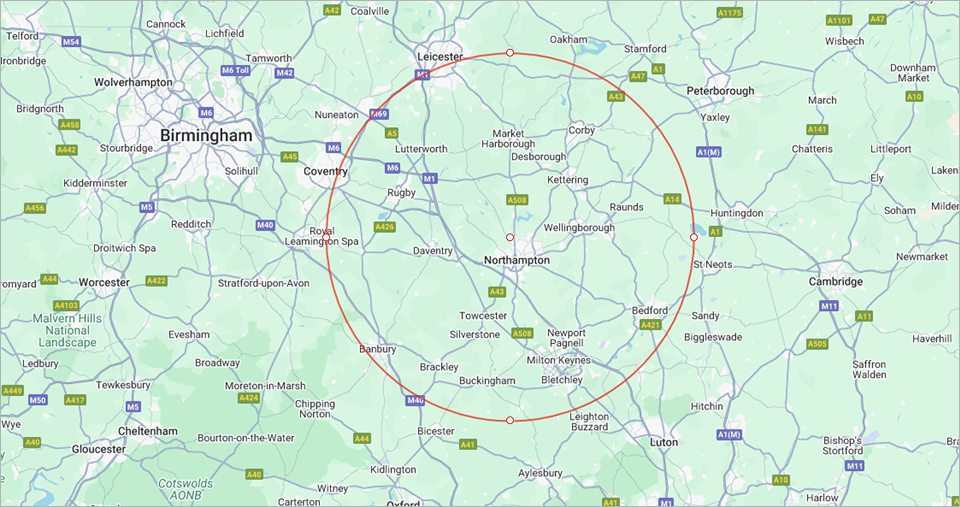 A42
Coalville
A1175
A1101
A47
Cannock
Telford
M54
Lichfield
Oakham
Stamford
Wisbech
Ironbridge
Tamworth
Leicester
M6 Toll
M42
M1
A47
A1
Wolverhampton
Downham
Market
Peterborough
A10
Bridgnorth
M6
Nuneaton
M69
A43
March
Yaxley
A458
Birmingham
A5
Market
Harborough
Corby
A141
A442
Stourbridge
M6
Lutterworth
A1(M)
Chatteris
Littleport
A45
Desborough
Solihull
Coventry
M6
M1
Kettering
Ely
Laken
Kidderminster
Rugby
A508
A14
A456
M5
Raunds
Huntingdon
Soham
Milden
Redditch
M40
A426
Wellingborough
A1
Royal
Leamington Spa
Droitwich Spa
Daventry
Northampton
St Neots
Newmarket
A44
Worcester
A422
Stratford-upon-Avon
Cambridge
romyard
A43
A4103
Malvern Hills
National
Landscape
Towcester
Bedford
Sandy
M11
A11
A421
Evesham
Silverstone
A508
Newport
Pagnell
Biggleswade
A505
Haverhill
Ledbury
Broadway
Banbury
Brackley
Milton Keynes
Saffron
Walden
Tewkesbury
Moreton-in-Marsh
Buckingham
Bletchley
A449
M50
A417
M5
A424
Chipping
Norton
M40
Hitchin
Wye
Leighton
Buzzard
Cheltenham
Bourton-on-the-Water
A44
Bicester
A41
Luton
A1(M)
Bishop's
Stortford
A40
Gloucester
Bra
Kidlington
Aylesbury
M11
A40
Cotswolds
AONB
Witney
A10
Carterton
Oxford
A41
M1
Harlow
A12